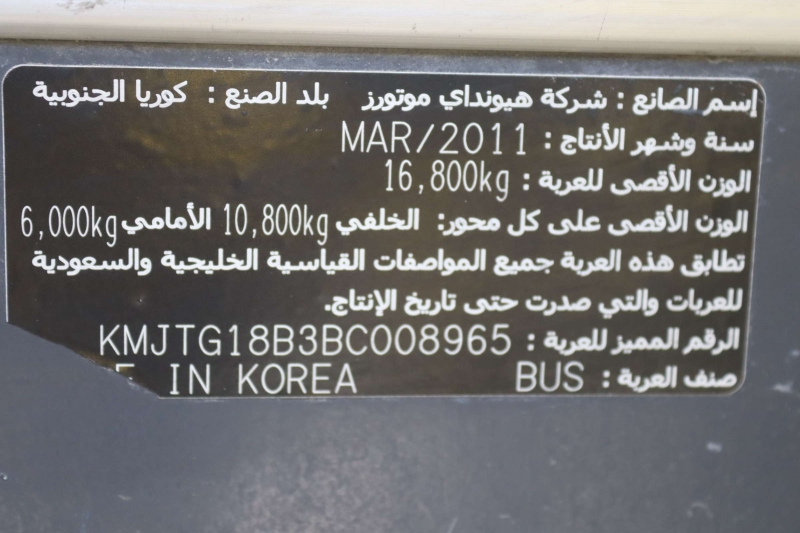 إسم الصانع : شركة هيونداي موتورز بلد الصنع : كوريا الجنوبية
سنة وشهر الأنتاج : MAR/2011
الوزن الأقصى للعربة : 16,800kg
الوزن الأقصى على كل محور: الخلفي 10,800kg الأمامي 6,000kg
تطابق هذه العربة جميع المواصفات القياسية الخليجية والسعودية
للعربات والتي صدرت حتى تاريخ الإنتاج.
الرقم المميز للعربة : KMJTG18B3BC008965
صنف العربة : BUS IN KOREA